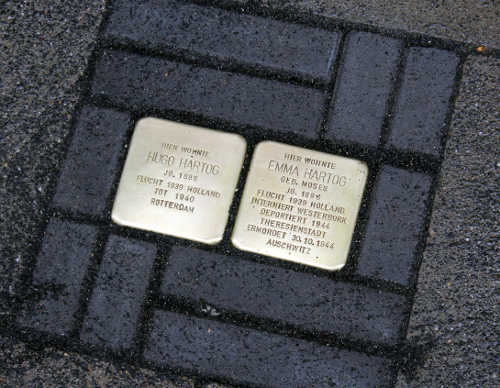 HIER WOHNTE
HUGO HARTOG
JG. 1886
FLUCHT 1939 HOLLAND
TOT 1940
ROTTERDAM
HIER WOHNTE
EMMA HARTOG
GEB. MOSES
JG. 1886
FLUCHT 1939 HOLLAND
INTERNIERT WESTERBORK
DEPORTIERT 1944
THERESIENSTADT
ERMORDET 30.10.1944
AUSCHWITZ